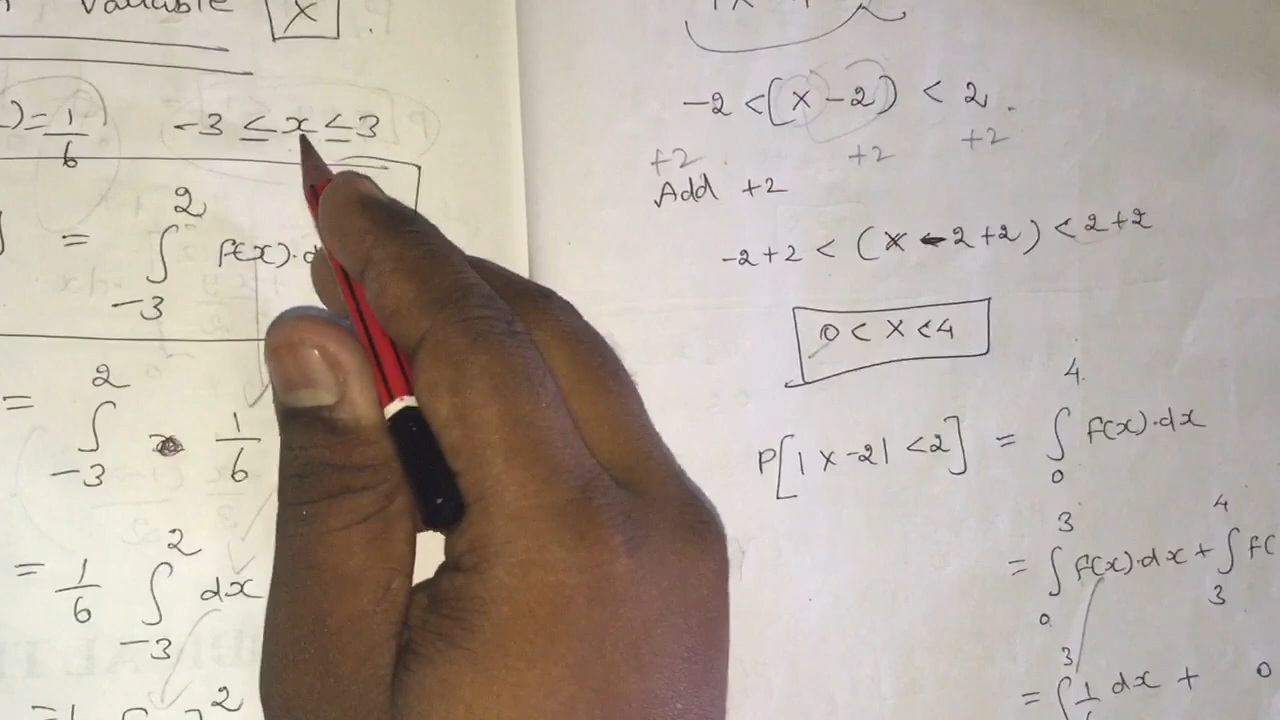 Variable X.
)=1/6 -3 ≤ x ≤ 3
= ∫_{-3}^{2} f(x).d
= ∫_{-3}^{2} 1/6
= 1/6 ∫_{-3}^{2} dx
2
-2 < (x-2) < 2.
+2 +2 +2
Add +2
-2+2 < (x-2+2) < 2+2
0 < x < 4
P[|x-2| < 2] = ∫_{0}^{4} f(x).dx
= ∫_{0}^{3} f(x).dx + ∫_{3}^{4} f(
= ∫^{3} 1/ dx + 0